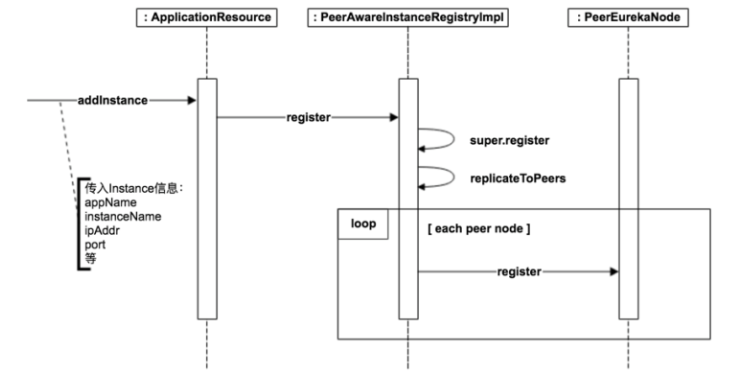 : ApplicationResource
: PeerAwareInstanceRegistryImpl
: PeerEurekaNode
addInstance
register
super.register
replicateToPeers
传入Instance信息：
appName
instanceName
ipAddr
port
等
loop
[ each peer node ]
register